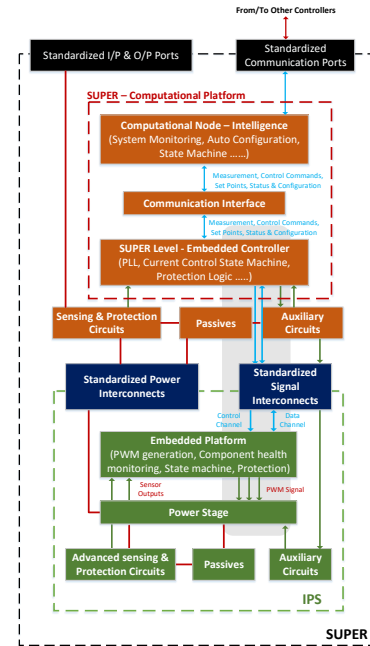 From/To Other Controllers
Standardized I/P & O/P Ports
Standardized
Communication Ports
SUPER – Computational Platform
Computational Node – Intelligence
(System Monitoring, Auto Configuration,
State Machine ……)
Measurement, Control Commands,
Set Points, Status & Configuration
Communication Interface
Measurement, Control Commands,
Set Points, Status & Configuration
SUPER Level - Embedded Controller
(PLL, Current Control State Machine,
Protection Logic …..)
Sensing & Protection
Circuits
Passives
Auxiliary
Circuits
Standardized Power
Interconnects
Standardized
Signal
Interconnects
Control
Channel
Data
Channel
Embedded Platform
(PWM generation, Component health
monitoring, State machine, Protection)
Sensor
Outputs
PWM Signal
Power Stage
Advanced sensing &
Protection Circuits
Passives
Auxiliary
Circuits
IPS
SUPER